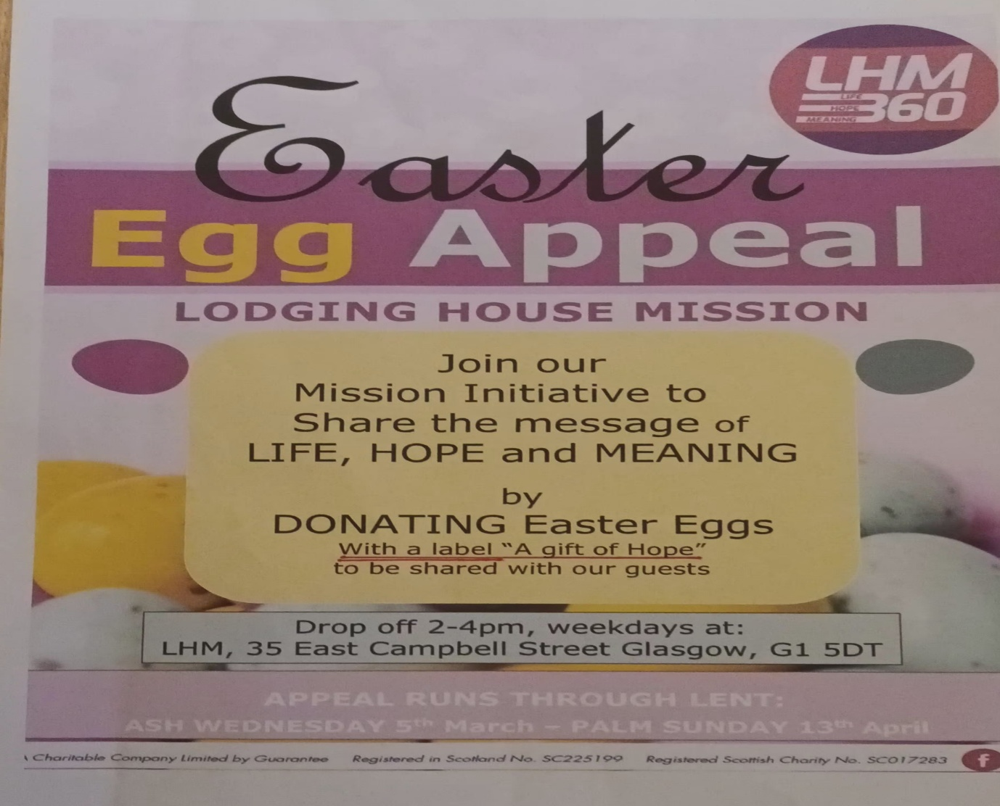 LHM
LIFE
HOPE
MEANING
360
Easter
Egg Appeal
LODGING HOUSE MISSION
Join our
Mission Initiative to
Share the message of
LIFE, HOPE and MEANING
by
DONATING Easter Eggs
With a label “A gift of Hope”
to be shared with our guests
Drop off 2-4pm, weekdays at:
LHM, 35 East Campbell Street Glasgow, G1 5DT
APPEAL RUNS THROUGH LENT:
ASH WEDNESDAY 5th March – PALM SUNDAY 13th April
A Charitable Company Limited by Guarantee Registered in Scotland No. SC225199 Registered Scottish Charity No. SC017283 f